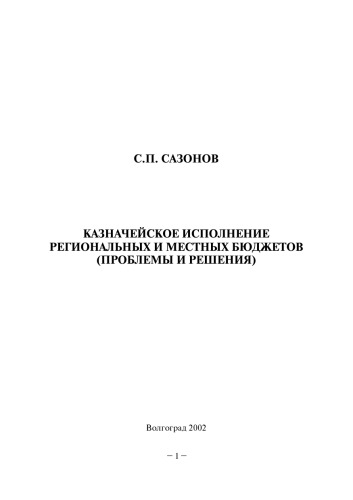 С.П. САЗОНОВ
КАЗНАЧЕЙСКОЕ ИСПОЛНЕНИЕ
РЕГИОНАЛЬНЫХ И МЕСТНЫХ БЮДЖЕТОВ
(ПРОБЛЕМЫ И РЕШЕНИЯ)
Волгоград 2002
– 1 –